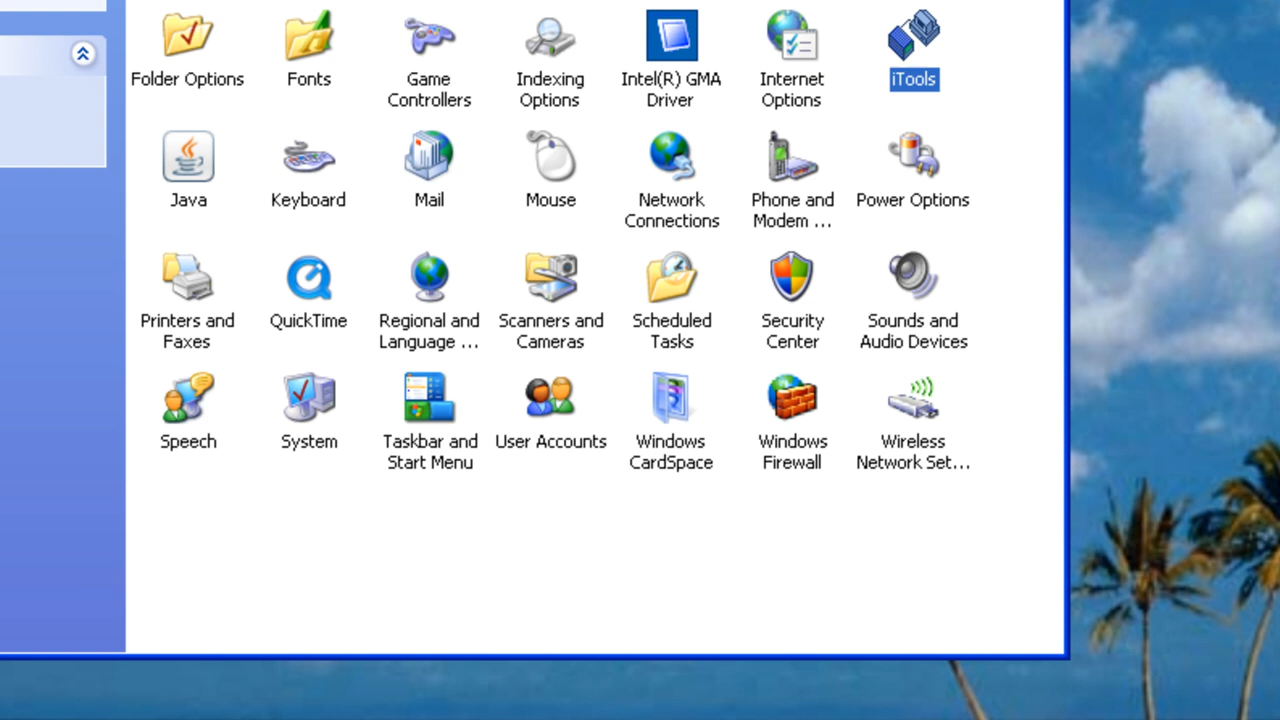 Folder Options
Fonts
Game
Controllers
Indexing
Options
Intel(R) GMA
Driver
Internet
Options
iTools
Java
Keyboard
Mail
Mouse
Network
Connections
Phone and
Modem ...
Power Options
Printers and
Faxes
QuickTime
Regional and
Language ...
Scanners and
Cameras
Scheduled
Tasks
Security
Center
Sounds and
Audio Devices
Speech
System
Taskbar and
Start Menu
User Accounts
Windows
CardSpace
Windows
Firewall
Wireless
Network Set...